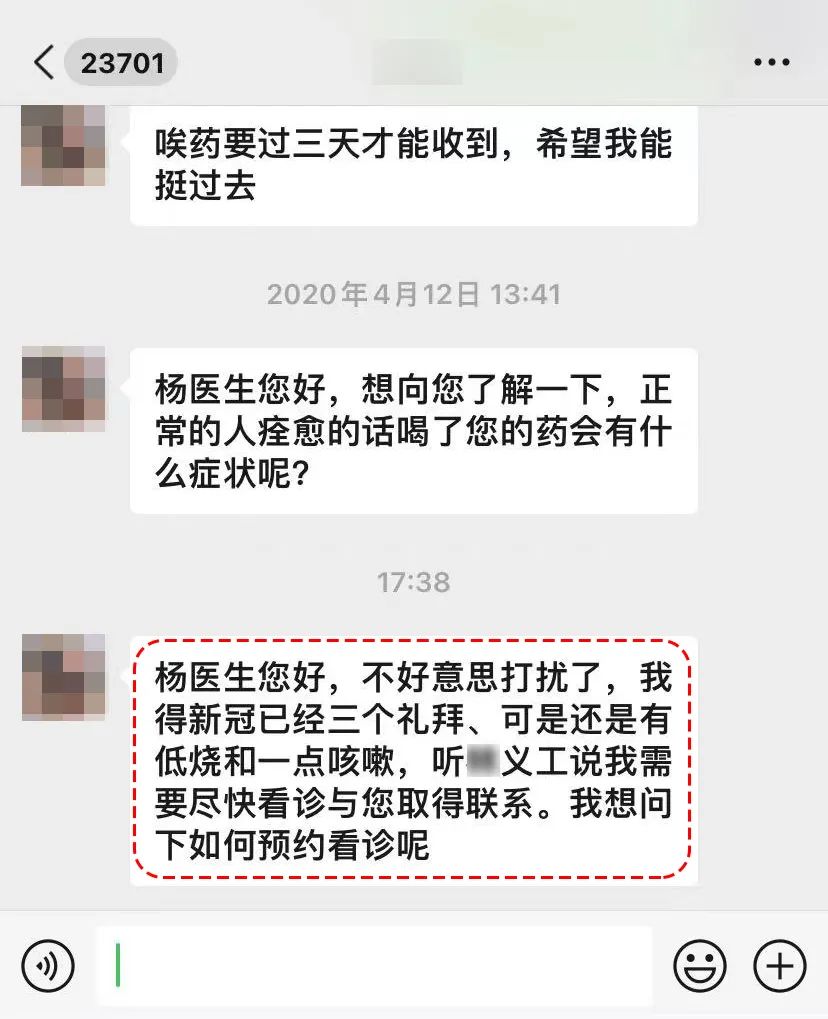 23701
唉药要过三天才能收到，希望我能
挺过去
2020年4月12日 13:41
杨医生您好，想向您了解一下，正
常的人痊愈的话喝了您的药会有什
么症状呢？
17:38
杨医生您好，不好意思打扰了，我
得新冠已经三个礼拜、可是还是有
低烧和一点咳嗽，听义工说我需
要尽快看诊与您取得联系。我想问
下如何预约看诊呢